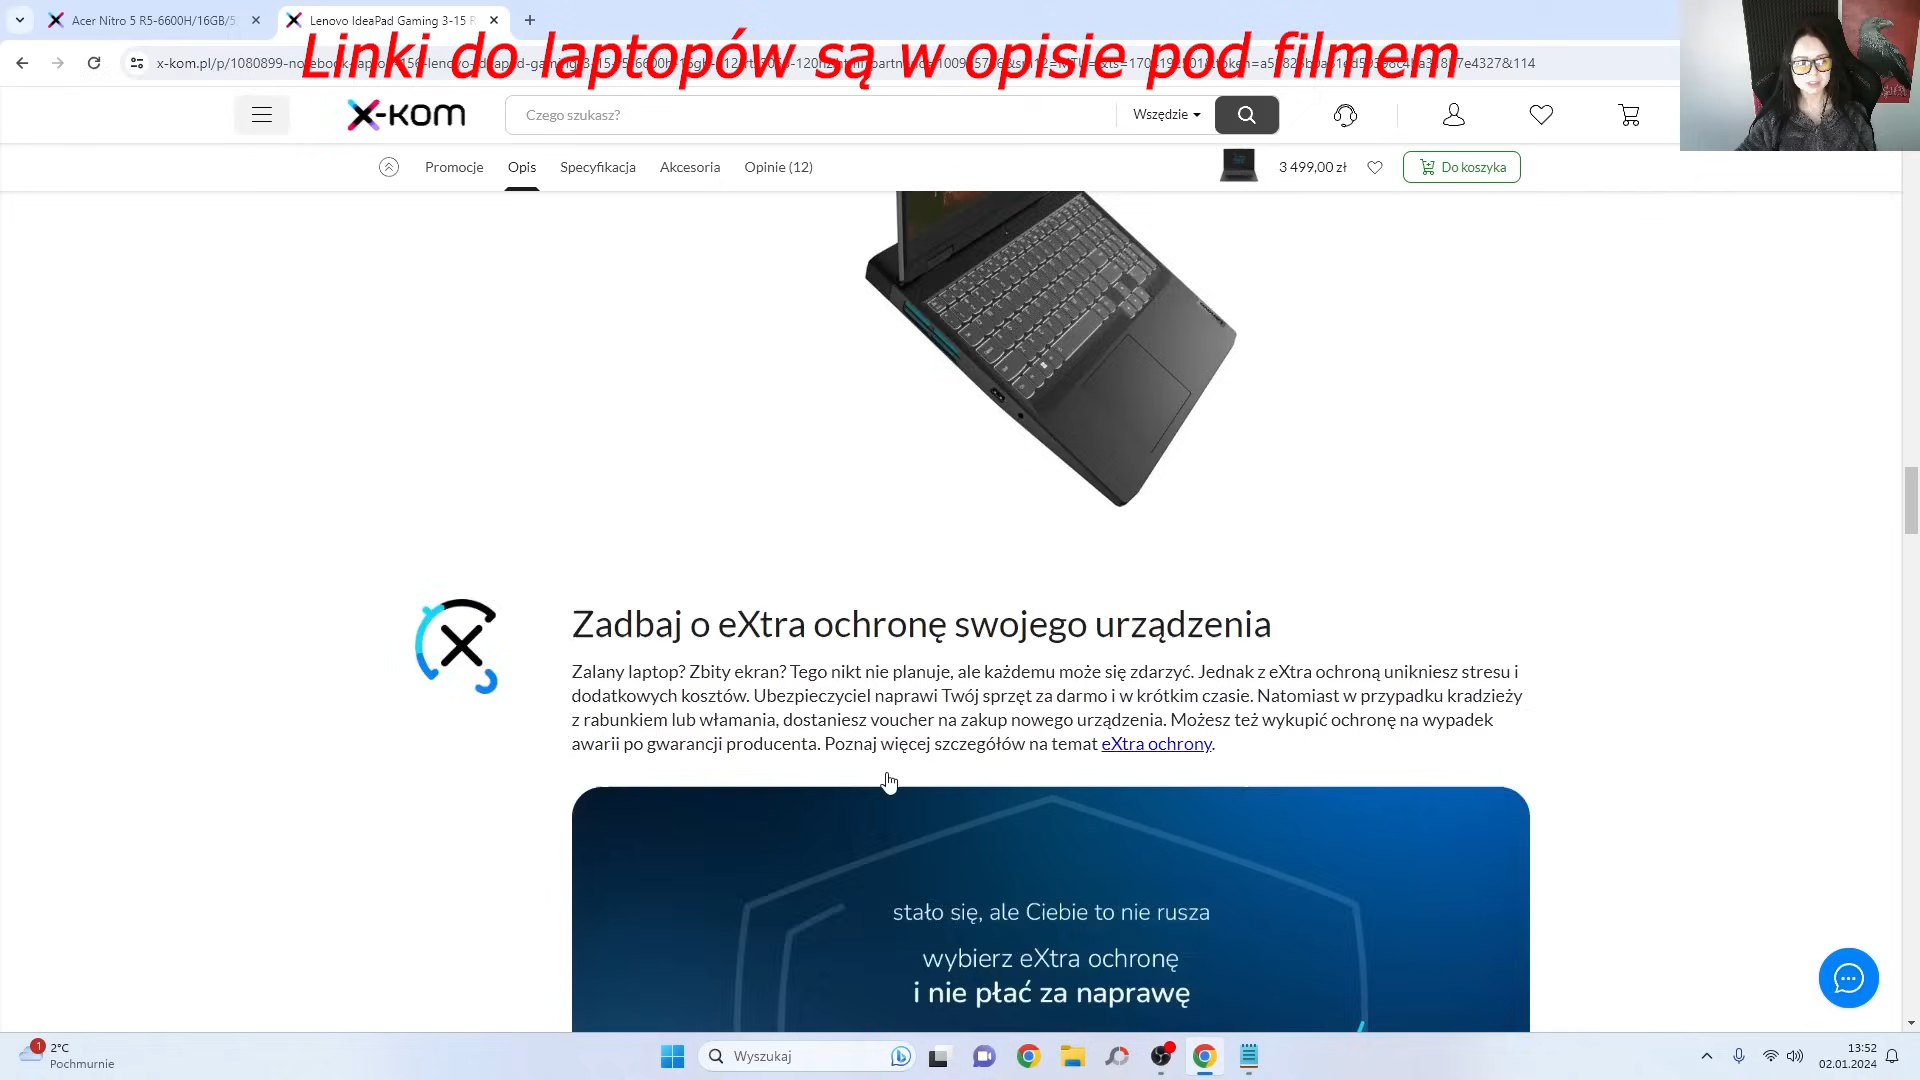 Acer Nitro 5 R5-6600H/16GB/5
Lenovo IdeaPad Gaming 3-15 R
Linki do laptopów są w opisie pod filmem
X-KOM
Czego szukasz?
Wszędzie
Promocje
Opis
Specyfikacja
Akcesoria
Opinie (12)
3 499,00 zł
Do koszyka
Zadbaj o eXtra ochronę swojego urządzenia
Zalany laptop? Zbity ekran? Tego nikt nie planuje, ale każdemu może się zdarzyć. Jednak z eXtra ochroną unikniesz stresu i
dodatkowych kosztów. Ubezpieczyciel naprawi Twój sprzęt za darmo i w krótkim czasie. Natomiast w przypadku kradzieży
z rabunkiem lub włamania, dostaniesz voucher na zakup nowego urządzenia. Możesz też wykupić ochronę na wypadek
awarii po gwarancji producenta. Poznaj więcej szczegółów na temat eXtra ochrony.
stało się, ale Ciebie to nie rusza
wybierz eXtra ochronę
i nie płać za naprawę
1
2°C
Pochmurnie
Wyszukaj
13:52
02.01.2024